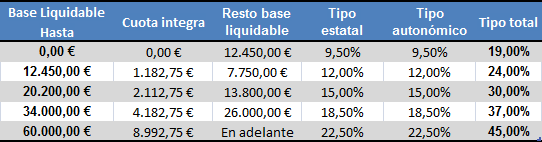 Base Liquidable Hasta Cuota integra Resto base liquidable Tipo estatal Tipo autonómico Tipo total
0,00 € 0,00 € 12.450,00 € 9,50% 9,50% 19,00%
12.450,00 € 1.182,75 € 7.750,00 € 12,00% 12,00% 24,00%
20.200,00 € 2.112,75 € 13.800,00 € 15,00% 15,00% 30,00%
34.000,00 € 4.182,75 € 26.000,00 € 18,50% 18,50% 37,00%
60.000,00 € 8.992,75 € En adelante 22,50% 22,50% 45,00%